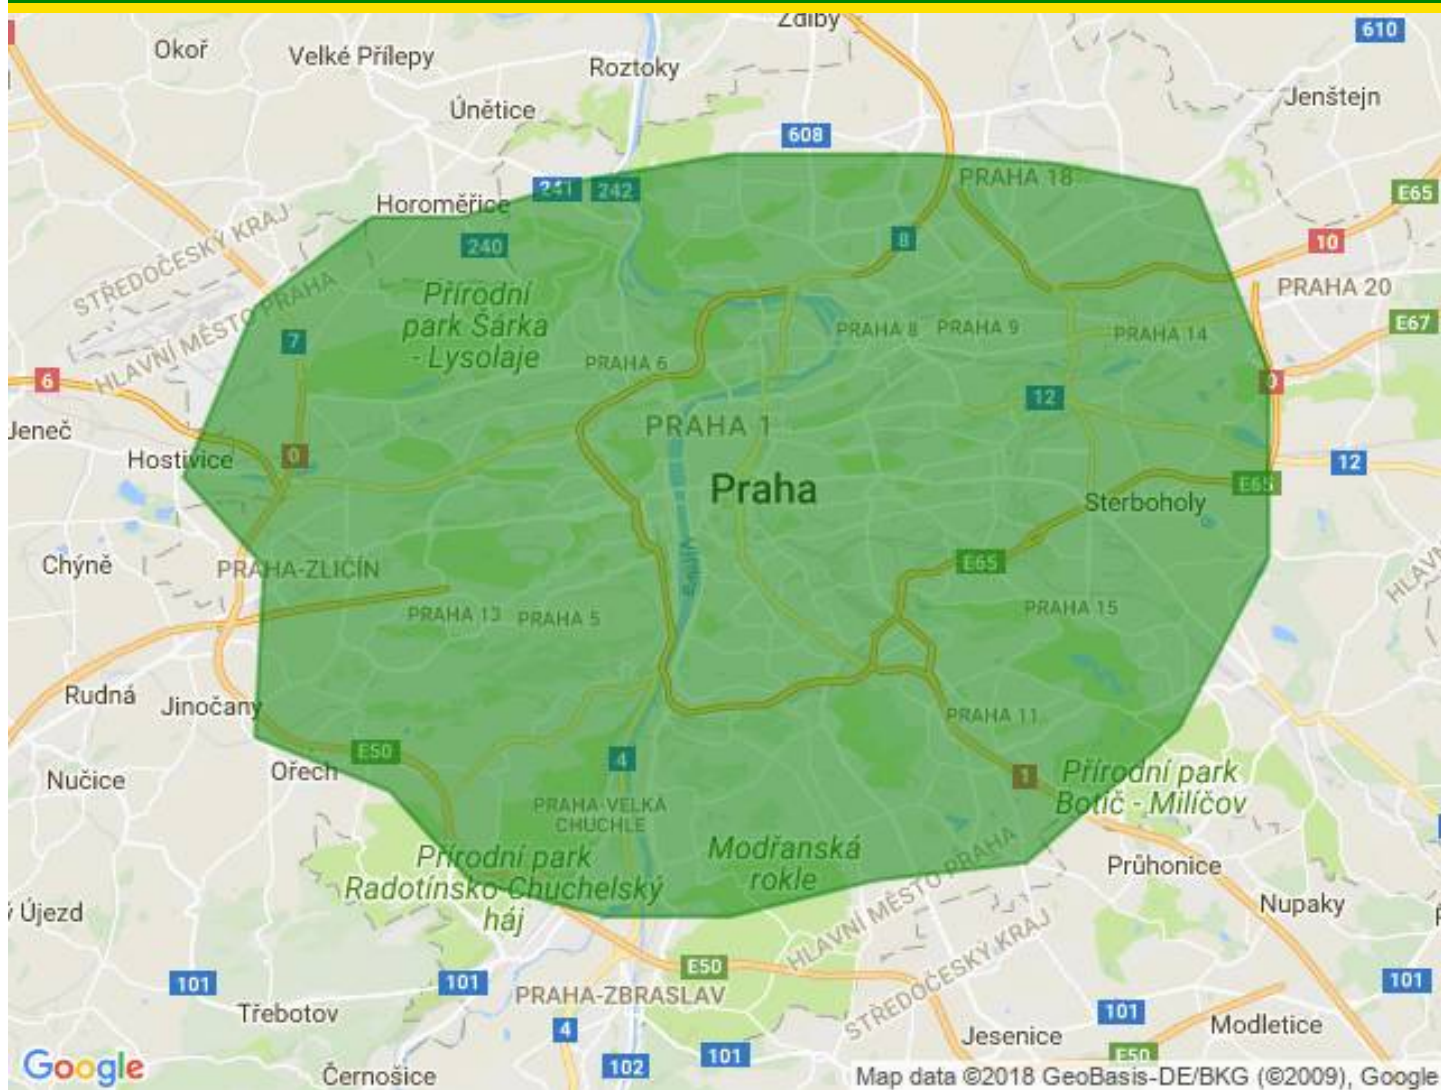 Zdiby
610
Okoř
Velké Přílepy
Roztoky
Jenštejn
Únětice
608
PRAHA 18
241
242
E65
Horoměřice
STŘEDOČESKÝ KRAJ
HLAVNÍ MĚSTO PRAHA
240
8
10
Přírodní
park Šárka
- Lysolaje
PRAHA 20
7
PRAHA 8
PRAHA 9
PRAHA 14
E67
PRAHA 6
6
12
0
Jeneč
PRAHA 1
Hostivice
0
12
Praha
E65
Sterboholy
Chýně
PRAHA-ZLIČÍN
Vltava
E65
HLAVN
PRAHA 13
PRAHA 5
PRAHA 15
Rudná
Jinočany
PRAHA 11
E50
4
Ořech
Nučice
1
Přírodní park
Botič - Milíčov
PRAHA-VELKÁ
CHUCHLE
Modřanská
rokle
Přírodní park
Radotínsko-Chuchelský
háj
Průhonice
HLAVNÍ MĚSTO PRAHA
STŘEDOČESKÝ KRAJ
Újezd
Nupaky
E50
101
101
101
PRAHA-ZBRASLAV
Třebotov
4
101
Jesenice
Modletice
E50
101
102
Google
Černošice
Map data ©2018 GeoBasis-DE/BKG (©2009), Google